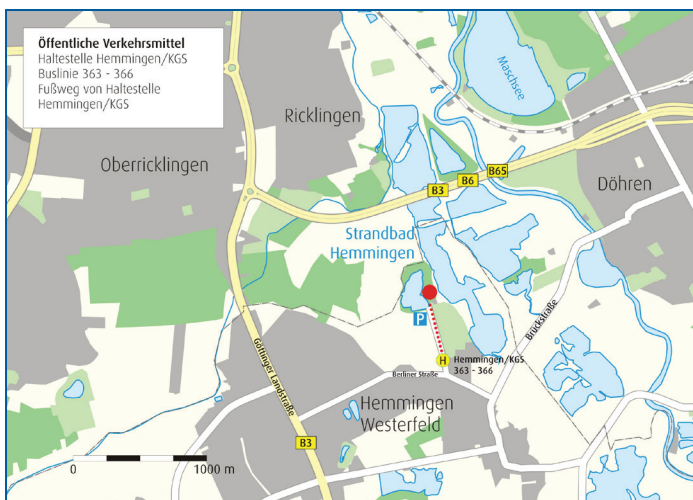 Öffentliche Verkehrsmittel
Haltestelle Hemmingen/KGS
Buslinie 363 - 366
Fußweg von Haltestelle
Hemmingen/KGS
Maschsee
Ricklingen
Oberricklingen
B65
B6
B3
Döhren
Strandbad
Hemmingen
P
Brückstraße
Göttinger Landstraße
H
Hemmingen/KGS
363 - 366
Berliner Straße
Hemmingen
Westerfeld
B3
0 1000 m